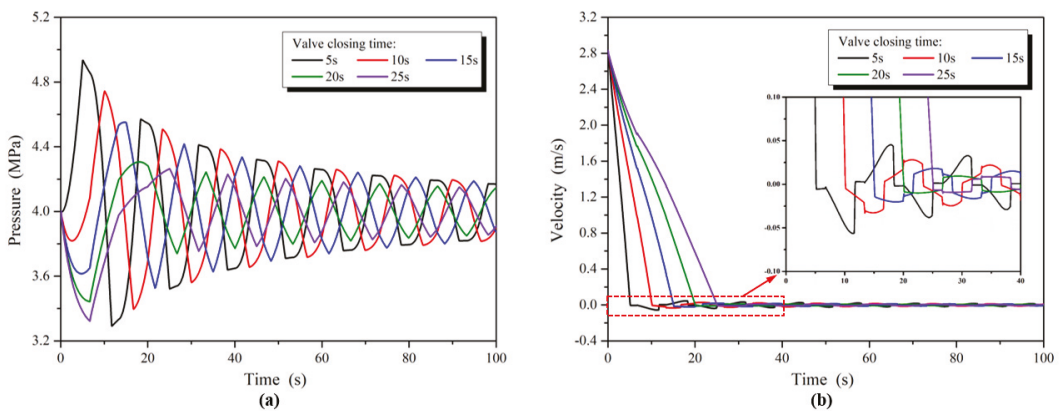 5.2
4.8
4.4
4.0
3.6
3.2
Pressure (MPa)
Valve closing time:
5s 10s 15s
20s 25s
0 20 40 60 80 100
Time (s)
(a)
3.2
2.8
2.4
2.0
1.6
1.2
0.8
0.4
0.0
-0.4
Velocity (m/s)
Valve closing time:
5s 10s 15s
20s 25s
0.10
0.05
0.00
-0.05
-0.10
0 10 20 30 40
0 20 40 60 80 100
Time (s)
(b)